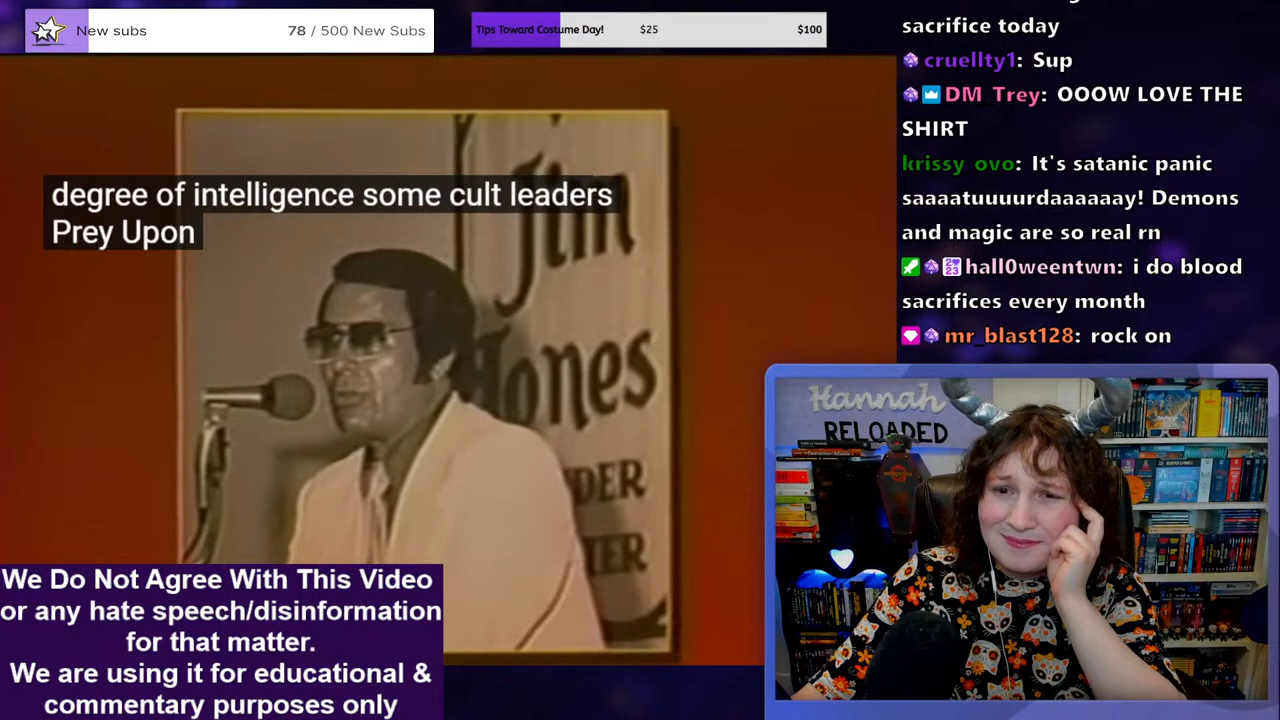 New subs
78 / 500 New Subs
Tips Toward Costume Day!
$25
$100
sacrifice today
cruellty1: Sup
DM_Trey: OOOW LOVE THE
SHIRT
krissy_ovo: It's satanic panic
saaaatuuuurdaaaaaay! Demons
and magic are so real rn
hall0weentwn: i do blood
sacrifices every month
mr_blast128: rock on
degree of intelligence some cult leaders
Prey Upon
Jim
Jones
DER
TER
Hannah
RELOADED
We Do Not Agree With This Video
or any hate speech/disinformation
for that matter.
We are using it for educational &
commentary purposes only